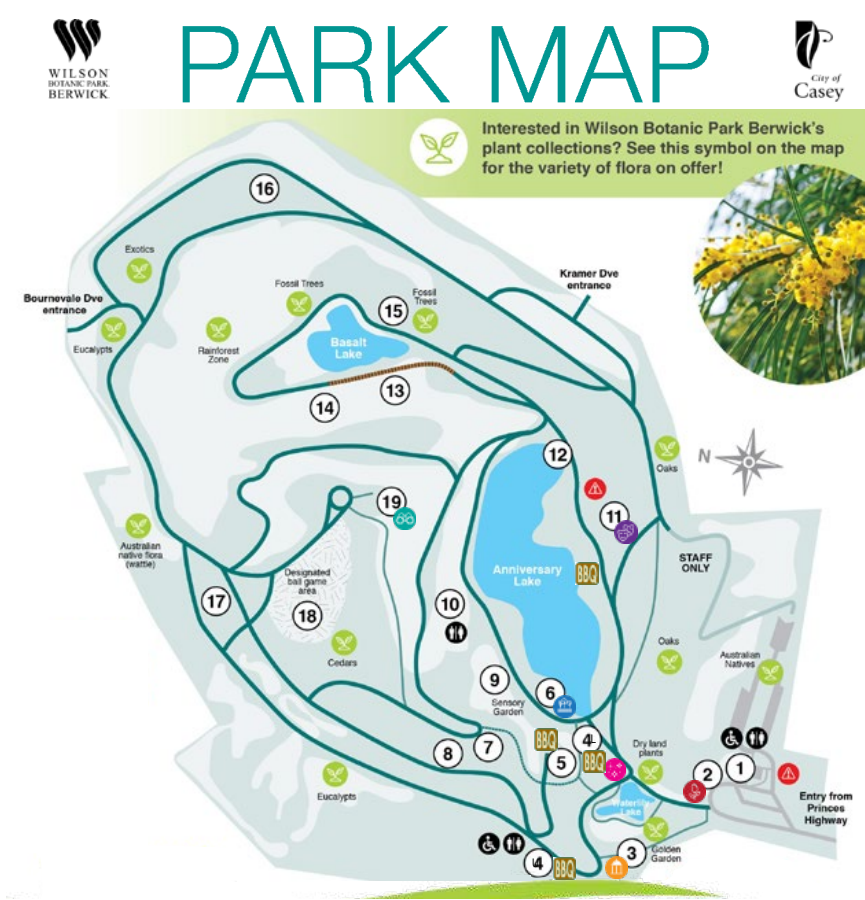 WILSON
BOTANIC PARK
BERWICK
PARK MAP
City of
Casey
Interested in Wilson Botanic Park Berwick's
plant collections? See this symbol on the map
for the variety of flora on offer!
16
Exotics
Kramer Dve
entrance
Bournevale Dve
entrance
Fossil Trees
Fossil
Trees
15
Eucalypts
Rainforest
Zone
Basalt
Lake
13
14
12
N
Oaks
19
11
Australian
native flora
(wattle)
STAFF
ONLY
Designated
ball game
area
Anniversary
Lake
BBQ
17
18
10
Cedars
Oaks
Australian
Natives
9
6
Sensory
Garden
BBQ
4
8
7
5
BBQ
Dry land
plants
2
1
Eucalypts
Waterlily
Lake
Entry from
Princes
Highway
3
Golden
Garden
4
BBQ